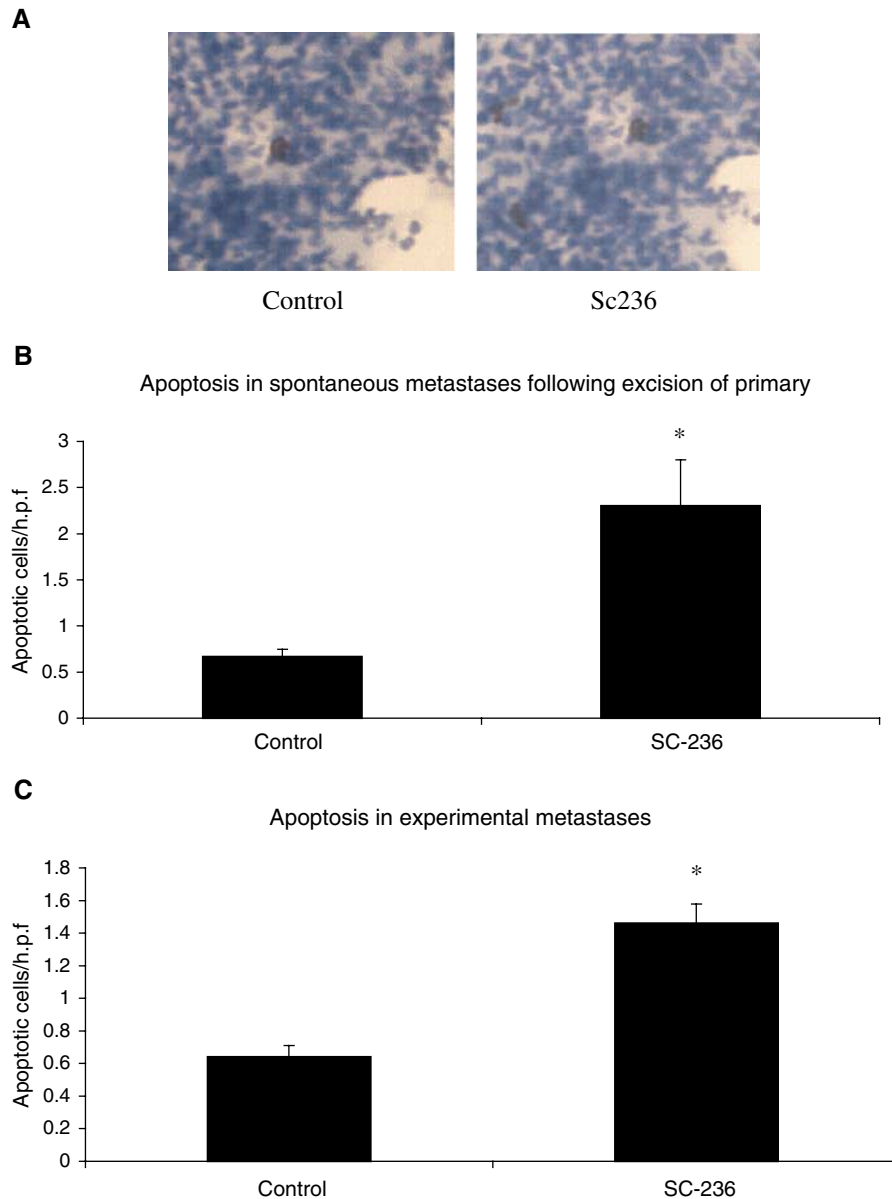 A
Control Sc236
B
Apoptosis in spontaneous metastases following excision of primary
Apoptotic cells/h.p.f
3
2.5
2
1.5
1
0.5
0
*
Control SC-236
C
Apoptosis in experimental metastases
Apoptotic cells/h.p.f
1.8
1.6
1.4
1.2
1
0.8
0.6
0.4
0.2
0
*
Control SC-236